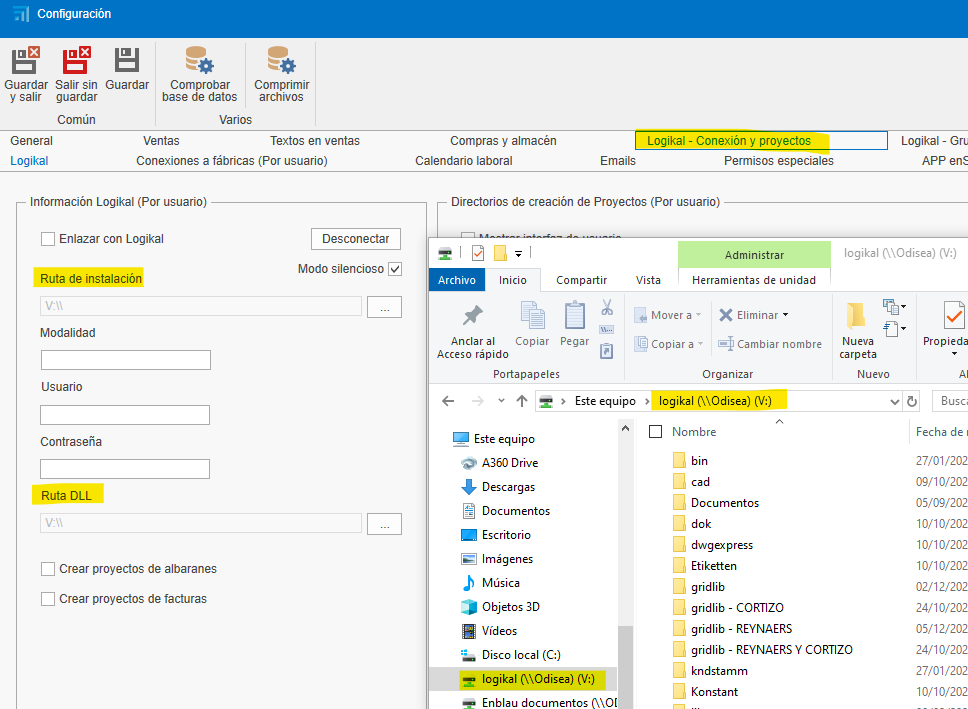 Configuración
Guardar y salir
Salir sin guardar
Guardar
Comprobar base de datos
Comprimir archivos
Común
Varios
General
Ventas
Textos en ventas
Compras y almacén
Logikal - Conexión y proyectos
Logikal - Gru
Logikal
Conexiones a fábricas (Por usuario)
Calendario laboral
Emails
Permisos especiales
APP enS
Información Logikal (Por usuario)
Enlazar con Logikal
Desconectar
Modo silencioso
Ruta de instalación
V:\\
...
Modalidad
Usuario
Contraseña
Ruta DLL
V:\\
...
Crear proyectos de albaranes
Crear proyectos de facturas
Directorios de creación de Proyectos (Por usuario)
Mostrar interfaz de usuario
Administrar
logikal (\\Odisea) (V:)
Archivo
Inicio
Compartir
Vista
Herramientas de unidad
Anclar al Acceso rápido
Copiar
Pegar
Mover a
Copiar a
Eliminar
Cambiar nombre
Nueva carpeta
Propieda
Portapapeles
Organizar
Nuevo
Este equipo
logikal (\\Odisea) (V:)
Busca
Este equipo
A360 Drive
Descargas
Documentos
Escritorio
Imágenes
Música
Objetos 3D
Vídeos
Disco local (C:)
logikal (\\Odisea) (V:)
Enblau documentos (\\OI
Nombre
Fecha de
bin
27/01/202
cad
09/10/202
Documentos
05/09/202
dok
10/10/202
dwgexpress
10/10/202
Etiketten
10/10/202
gridlib
02/12/202
gridlib - CORTIZO
24/10/202
gridlib - REYNAERS
05/12/202
gridlib - REYNAERS Y CORTIZO
24/10/202
kndstamm
27/01/202
Konstant
10/10/202